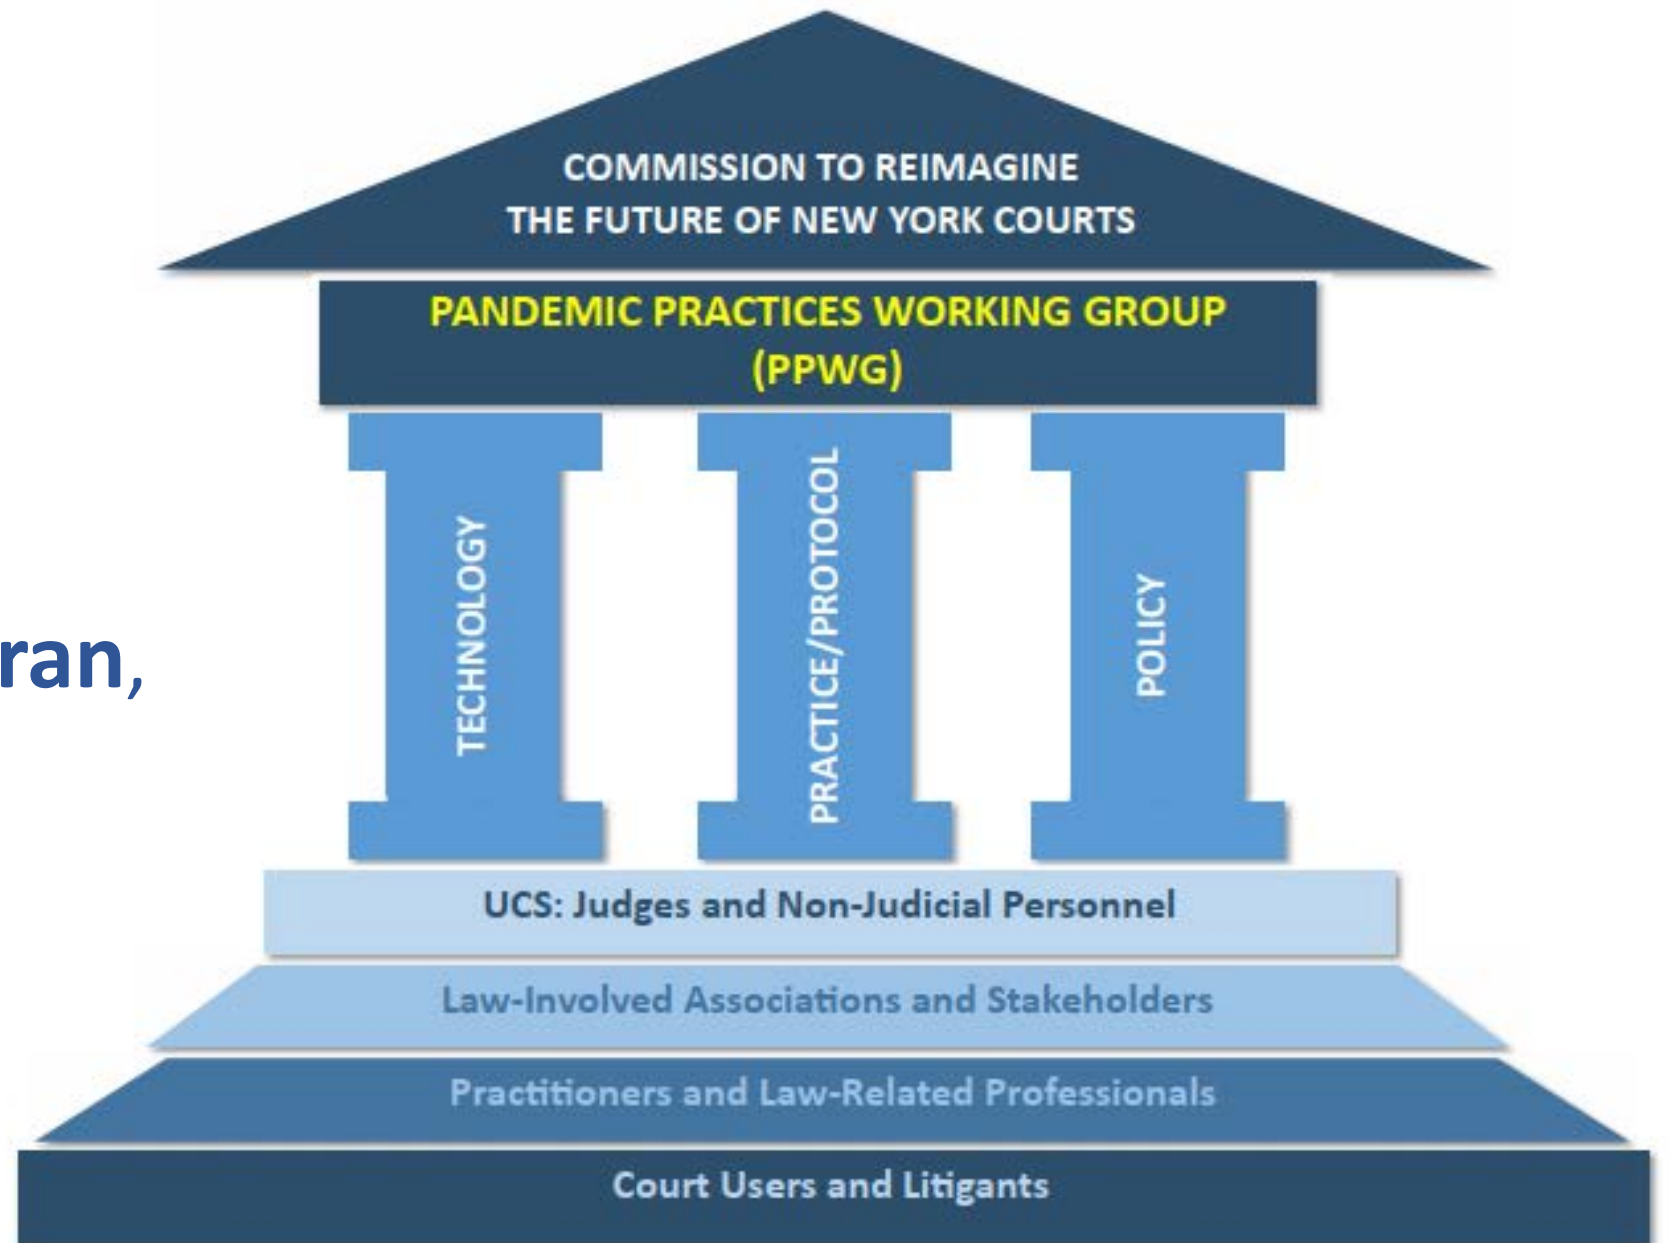 COMMISSION TO REIMAGINE
THE FUTURE OF NEW YORK COURTS
PANDEMIC PRACTICES WORKING GROUP
(PPWG)
TECHNOLOGY
PRACTICE/PROTOCOL
POLICY
ran,
UCS: Judges and Non-Judicial Personnel
Law-Involved Associations and Stakeholders
Practitioners and Law-Related Professionals
Court Users and Litigants